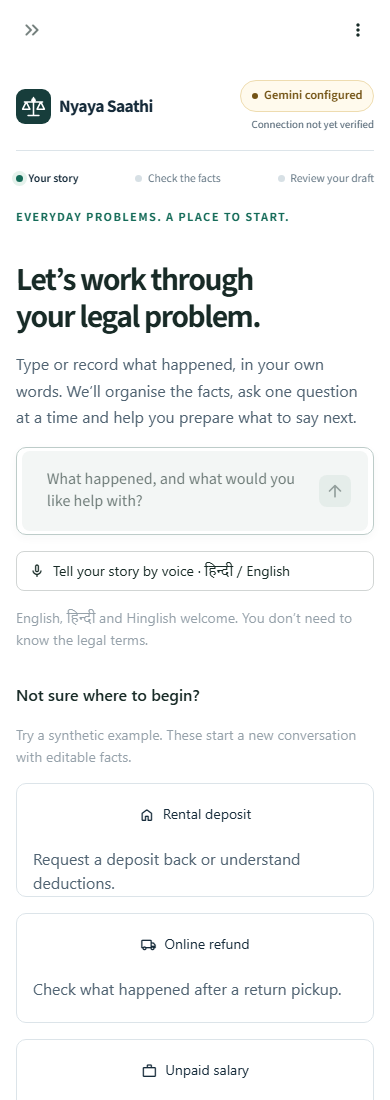 Nyaya Saathi
Gemini configured
Connection not yet verified
Your story
Check the facts
Review your draft
EVERYDAY PROBLEMS. A PLACE TO START.
Let’s work through
your legal problem.
Type or record what happened, in your own
words. We’ll organise the facts, ask one question
at a time and help you prepare what to say next.
What happened, and what would you
like help with?
Tell your story by voice · हिन्दी / English
English, हिन्दी and Hinglish welcome. You don’t need to
know the legal terms.
Not sure where to begin?
Try a synthetic example. These start a new conversation
with editable facts.
Rental deposit
Request a deposit back or understand
deductions.
Online refund
Check what happened after a return pickup.
Unpaid salary